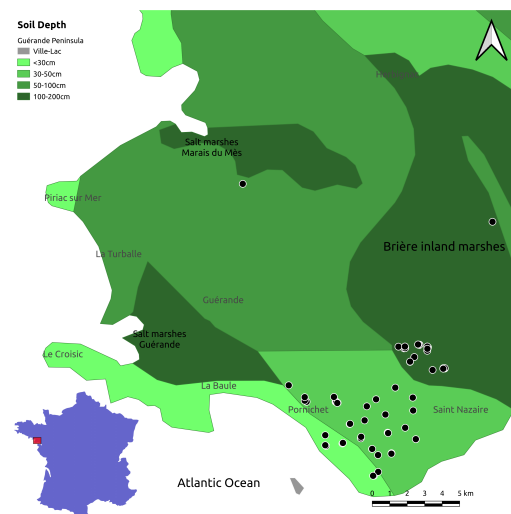 Soil Depth
Guérande Peninsula
Ville-Lac
<30cm
30-50cm
50-100cm
100-200cm
Salt marshes
Marais du Mès
Piriac sur Mer
Brière inland marshes
La Turballe
Guérande
Salt marshes
Guérande
Le Croisic
La Baule
Pornichet
Saint Nazaire
Atlantic Ocean
0 1 2 3 4 5 km